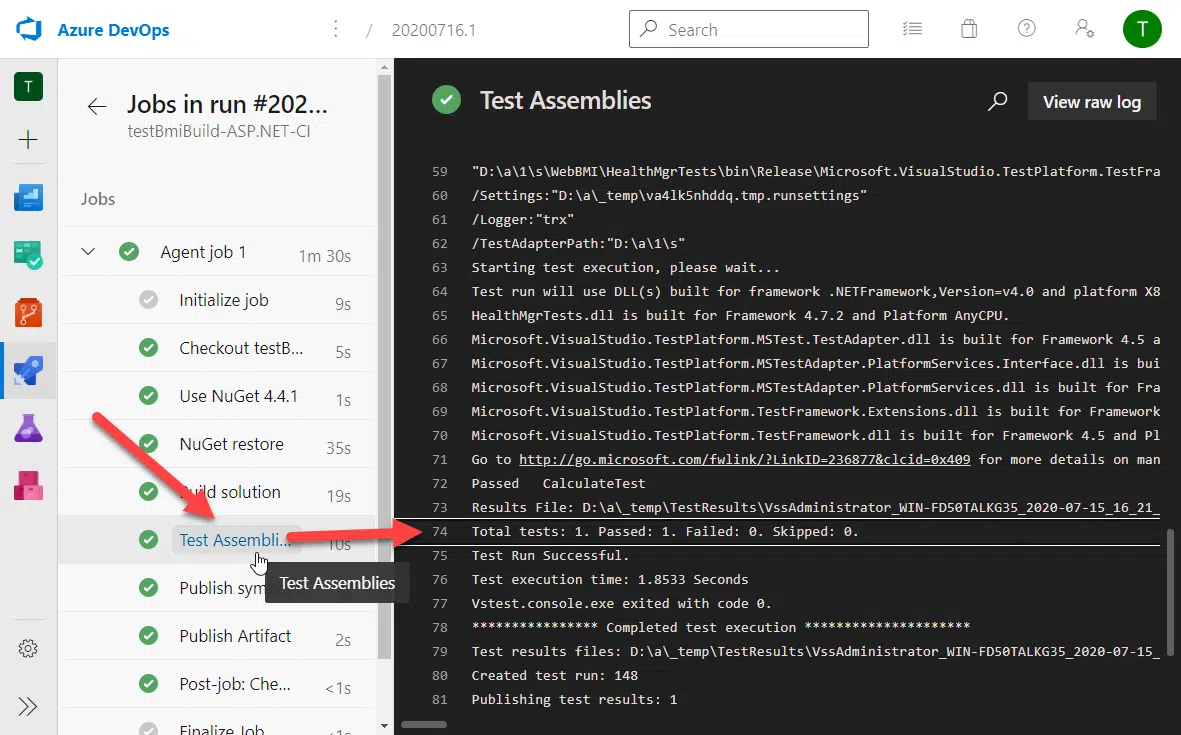 Azure DevOps
/
20200716.1
Search
T
T
Jobs in run #202...
testBmiBuild-ASP.NET-CI
Jobs
Agent job 1 1m 30s
Initialize job 9s
Checkout testB... 5s
Use NuGet 4.4.1 1s
NuGet restore 35s
Build solution 19s
Test Assembli... 10s
Test Assemblies
Publish sym
Publish Artifact 2s
Post-job: Che... <1s
Finalize Job <1s
Test Assemblies
View raw log
59 "D:\a\1\s\WebBMI\HealthMgrTests\bin\Release\Microsoft.VisualStudio.TestPlatform.TestFra
60 /Settings:"D:\a\_temp\va4lk5nhddq.tmp.runsettings"
61 /Logger:"trx"
62 /TestAdapterPath:"D:\a\1\s"
63 Starting test execution, please wait...
64 Test run will use DLL(s) built for framework .NETFramework,Version=v4.0 and platform X8
65 HealthMgrTests.dll is built for Framework 4.7.2 and Platform AnyCPU.
66 Microsoft.VisualStudio.TestPlatform.MSTest.TestAdapter.dll is built for Framework 4.5 a
67 Microsoft.VisualStudio.TestPlatform.MSTestAdapter.PlatformServices.Interface.dll is bui
68 Microsoft.VisualStudio.TestPlatform.MSTestAdapter.PlatformServices.dll is built for Fra
69 Microsoft.VisualStudio.TestPlatform.TestFramework.Extensions.dll is built for Framework
70 Microsoft.VisualStudio.TestPlatform.TestFramework.dll is built for Framework 4.5 and Pl
71 Go to http://go.microsoft.com/fwlink/?LinkID=236877&clcid=0x409 for more details on man
72 Passed CalculateTest
73 Results File: D:\a\_temp\TestResults\VssAdministrator_WIN-FD50TALKG35_2020-07-15_16_21_
74 Total tests: 1. Passed: 1. Failed: 0. Skipped: 0.
75 Test Run Successful.
76 Test execution time: 1.8533 Seconds
77 Vstest.console.exe exited with code 0.
78 **************** Completed test execution *********************
79 Test results files: D:\a\_temp\TestResults\VssAdministrator_WIN-FD50TALKG35_2020-07-15_
80 Created test run: 148
81 Publishing test results: 1